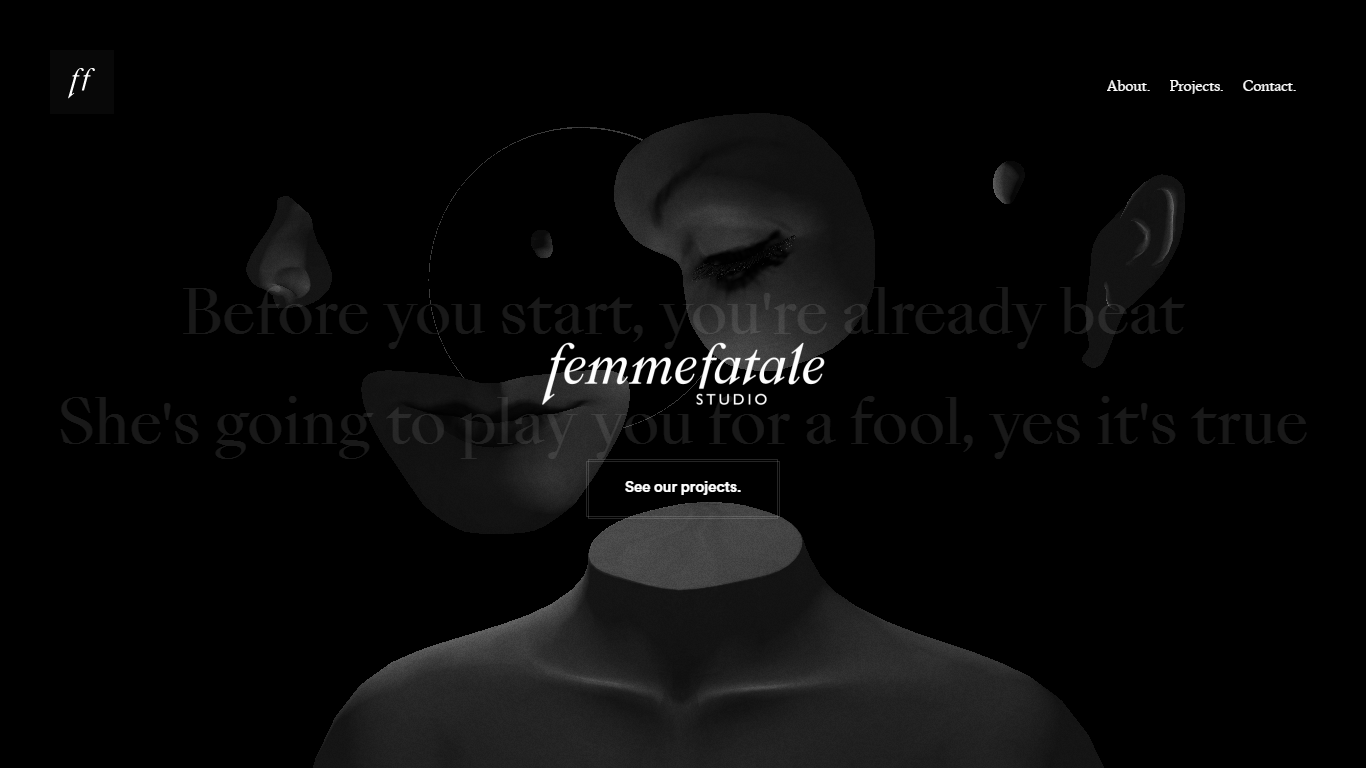 ff
About. Projects. Contact.
Before you start, you're already beat
femmefatale
STUDIO
She's going to play you for a fool, yes it's true
See our projects.